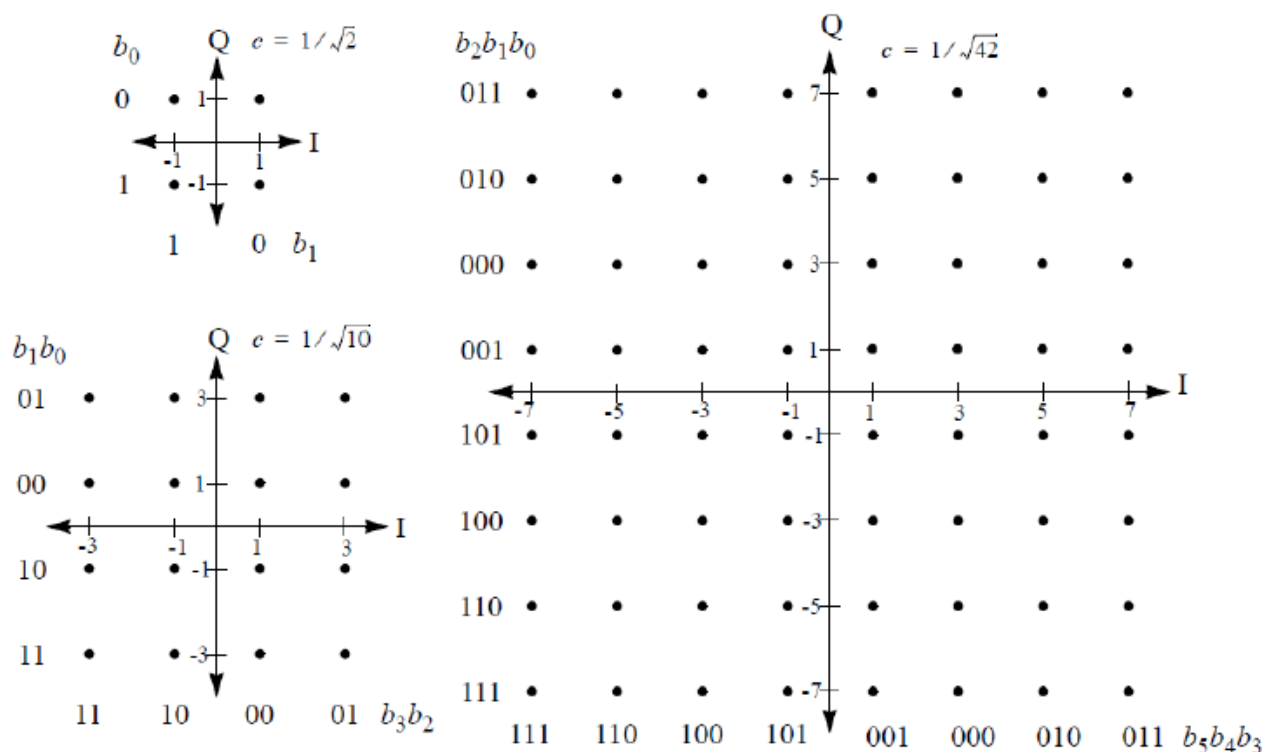 b₀ Q c = 1/√2
0 1
I
-1 1
1 -1
1 0 b₁
b₁b₀ Q c = 1/√10
01 3
00 1
I
-3 -1 1 3
10 -1
11 -3
11 10 00 01 b₃b₂
b₂b₁b₀ Q c = 1/√42
011 7
010 5
000 3
001 1
I
-7 -5 -3 -1 1 3 5 7
101 -1
100 -3
110 -5
111 -7
111 110 100 101 001 000 010 011 b₅b₄b₃